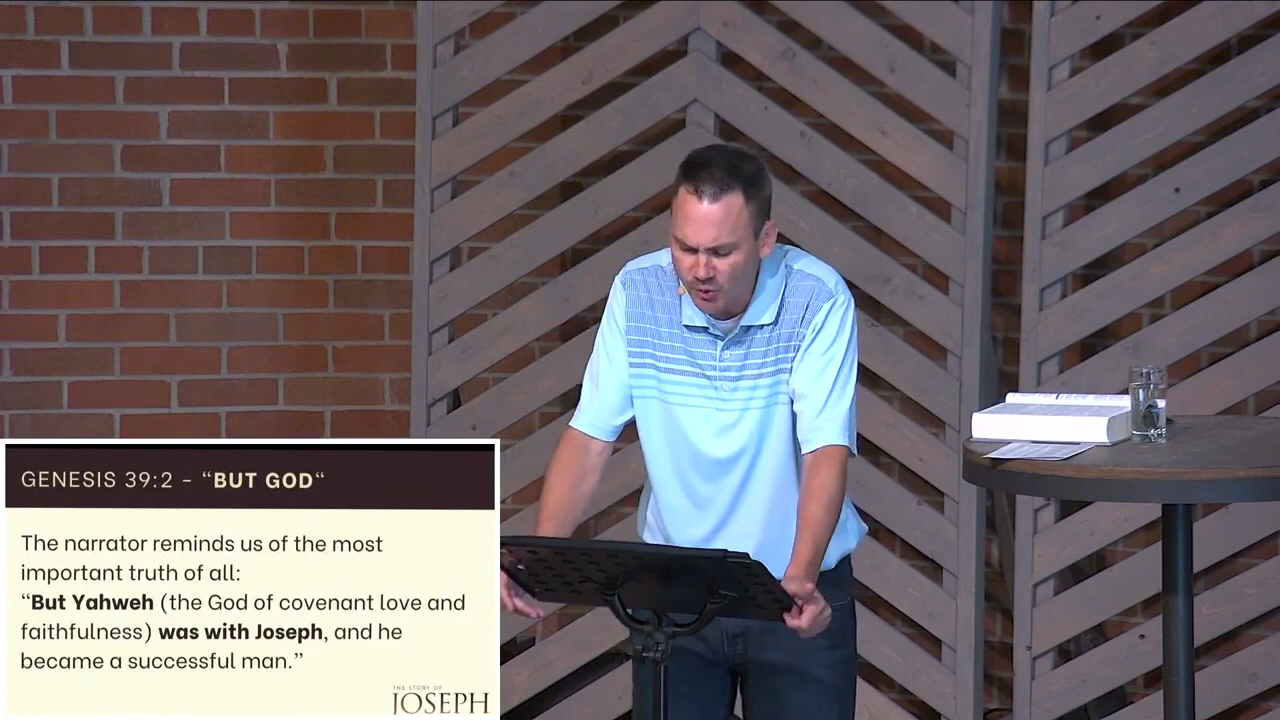 GENESIS 39:2 - “BUT GOD“
The narrator reminds us of the most
important truth of all:
“But Yahweh (the God of covenant love and
faithfulness) was with Joseph, and he
became a successful man.”
THE STORY OF
JOSEPH